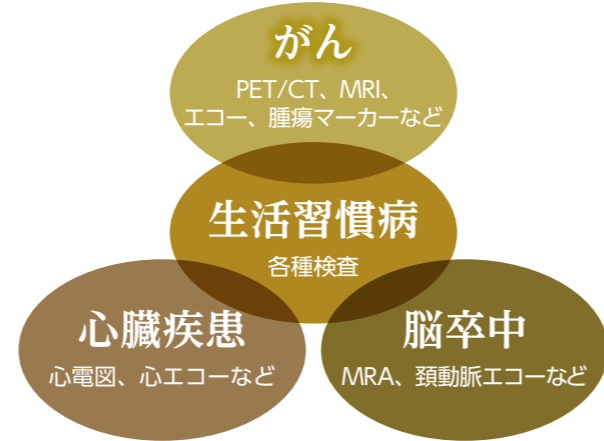 がん
PET/CT、MRI、
エコー、腫瘍マーカーなど
生活習慣病
各種検査
心臓疾患
心電図、心エコーなど
脳卒中
MRA、頚動脈エコーなど